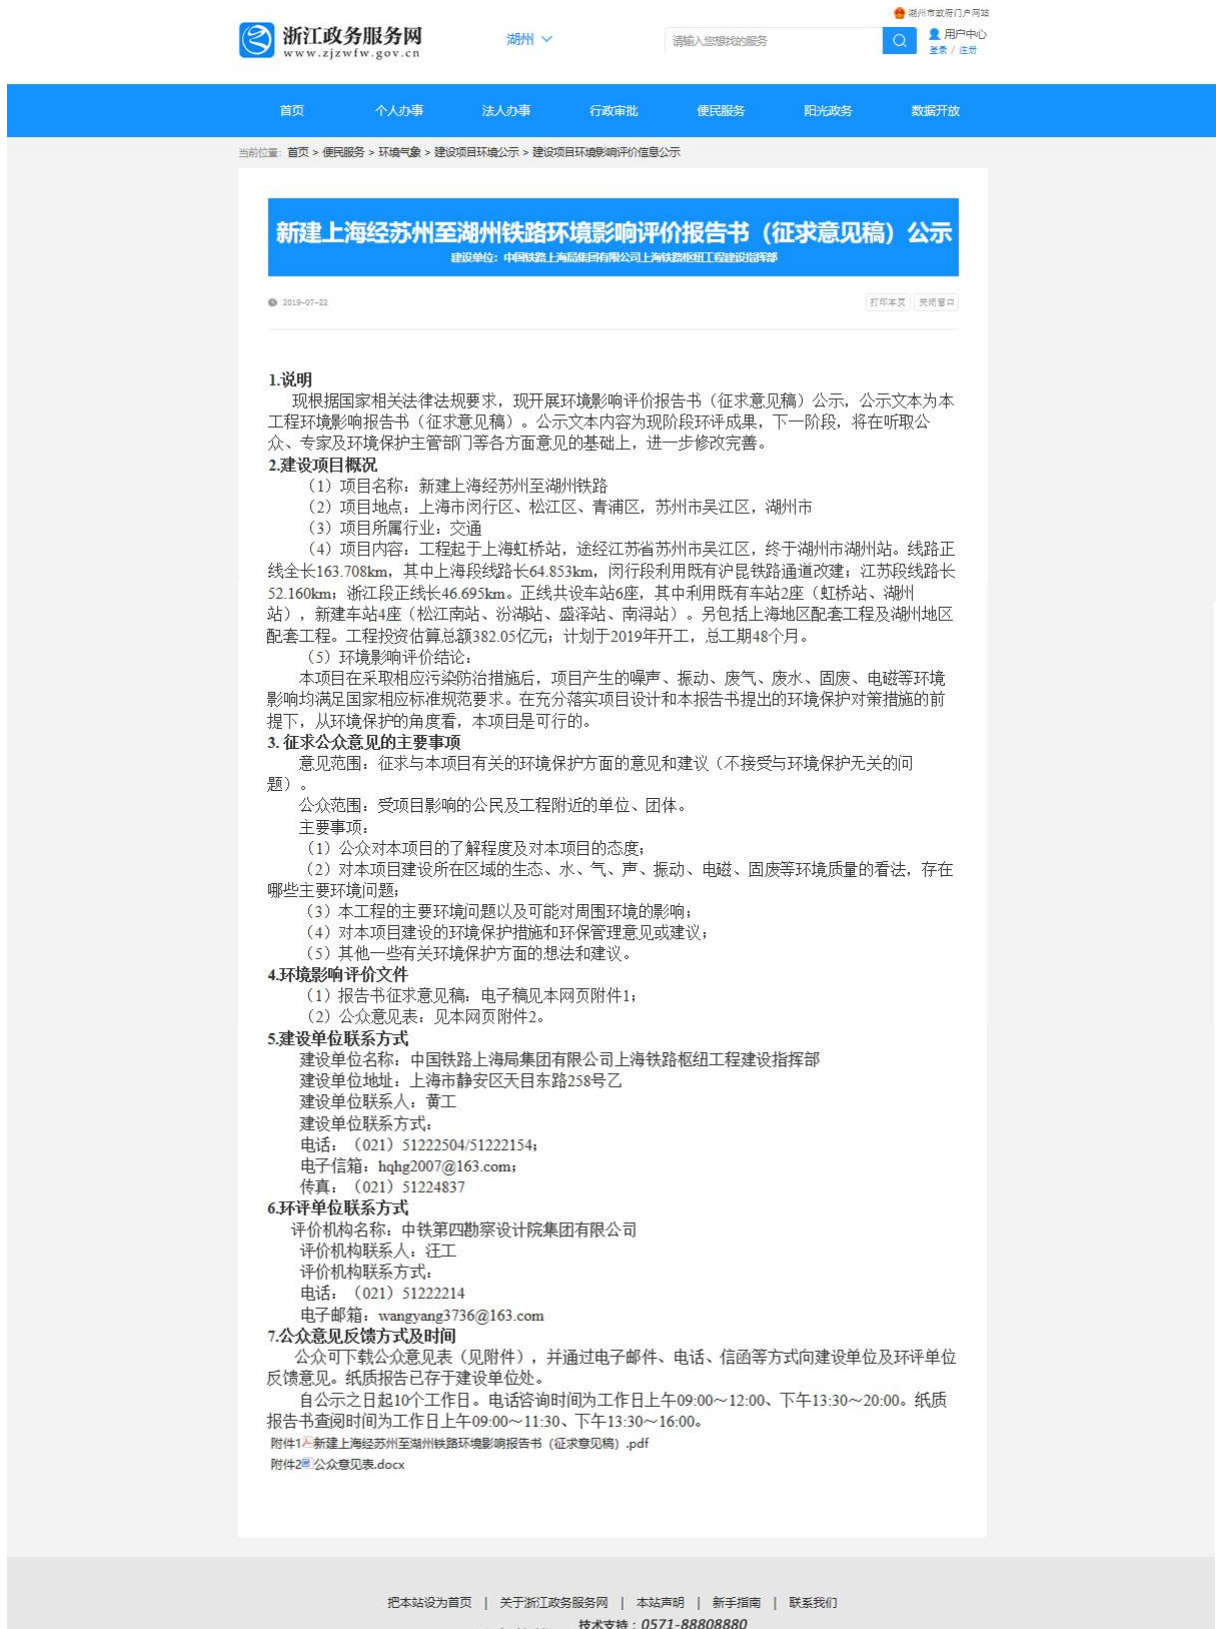 湖州市政府门户网站
浙江政务服务网
www.zjzwfw.gov.cn
湖州
请输入您想找的服务
用户中心
登录 / 注册
首页 个人办事 法人办事 行政审批 便民服务 阳光政务 数据开放
当前位置：首页 > 便民服务 > 环境气象 > 建设项目环境公示 > 建设项目环境影响评价信息公示
新建上海经苏州至湖州铁路环境影响评价报告书（征求意见稿）公示
建设单位：中国铁路上海局集团有限公司上海铁路枢纽工程建设指挥部
2019-07-22
打印本页 关闭窗口
1.说明
现根据国家相关法律法规要求，现开展环境影响评价报告书（征求意见稿）公示，公示文本为本
工程环境影响报告书（征求意见稿）。公示文本内容为现阶段环评成果，下一阶段，将在听取公
众、专家及环境保护主管部门等各方面意见的基础上，进一步修改完善。
2.建设项目概况
（1）项目名称：新建上海经苏州至湖州铁路
（2）项目地点：上海市闵行区、松江区、青浦区，苏州市吴江区，湖州市
（3）项目所属行业：交通
（4）项目内容：工程起于上海虹桥站，途经江苏省苏州市吴江区，终于湖州市湖州站。线路正
线全长163.708km，其中上海段线路长64.853km，闵行段利用既有沪昆铁路通道改建；江苏段线路长
52.160km；浙江段正线长46.695km。正线共设车站6座，其中利用既有车站2座（虹桥站、湖州
站），新建车站4座（松江南站、汾湖站、盛泽站、南浔站）。另包括上海地区配套工程及湖州地区
配套工程。工程投资估算总额382.05亿元；计划于2019年开工，总工期48个月。
（5）环境影响评价结论：
本项目在采取相应污染防治措施后，项目产生的噪声、振动、废气、废水、固废、电磁等环境
影响均满足国家相应标准规范要求。在充分落实项目设计和本报告书提出的环境保护对策措施的前
提下，从环境保护的角度看，本项目是可行的。
3. 征求公众意见的主要事项
意见范围：征求与本项目有关的环境保护方面的意见和建议（不接受与环境保护无关的问
题）。
公众范围：受项目影响的公民及工程附近的单位、团体。
主要事项：
（1）公众对本项目的了解程度及对本项目的态度；
（2）对本项目建设所在区域的生态、水、气、声、振动、电磁、固废等环境质量的看法，存在
哪些主要环境问题；
（3）本工程的主要环境问题以及可能对周围环境的影响；
（4）对本项目建设的环境保护措施和环保管理意见或建议；
（5）其他一些有关环境保护方面的想法和建议。
4.环境影响评价文件
（1）报告书征求意见稿：电子稿见本网页附件1；
（2）公众意见表：见本网页附件2。
5.建设单位联系方式
建设单位名称：中国铁路上海局集团有限公司上海铁路枢纽工程建设指挥部
建设单位地址：上海市静安区天目东路258号乙
建设单位联系人：黄工
建设单位联系方式：
电话：（021）51222504/51222154；
电子信箱：hqhg2007@163.com；
传真：（021）51224837
6.环评单位联系方式
评价机构名称：中铁第四勘察设计院集团有限公司
评价机构联系人：汪工
评价机构联系方式：
电话：（021）51222214
电子邮箱：wangyang3736@163.com
7.公众意见反馈方式及时间
公众可下载公众意见表（见附件），并通过电子邮件、电话、信函等方式向建设单位及环评单位
反馈意见。纸质报告已存于建设单位处。
自公示之日起10个工作日。电话咨询时间为工作日上午09:00～12:00、下午13:30～20:00。纸质
报告书查阅时间为工作日上午09:00～11:30、下午13:30～16:00。
附件1 新建上海经苏州至湖州铁路环境影响报告书（征求意见稿）.pdf
附件2 公众意见表.docx
把本站设为首页 | 关于浙江政务服务网 | 本站声明 | 新手指南 | 联系我们
技术支持：0571-88808880